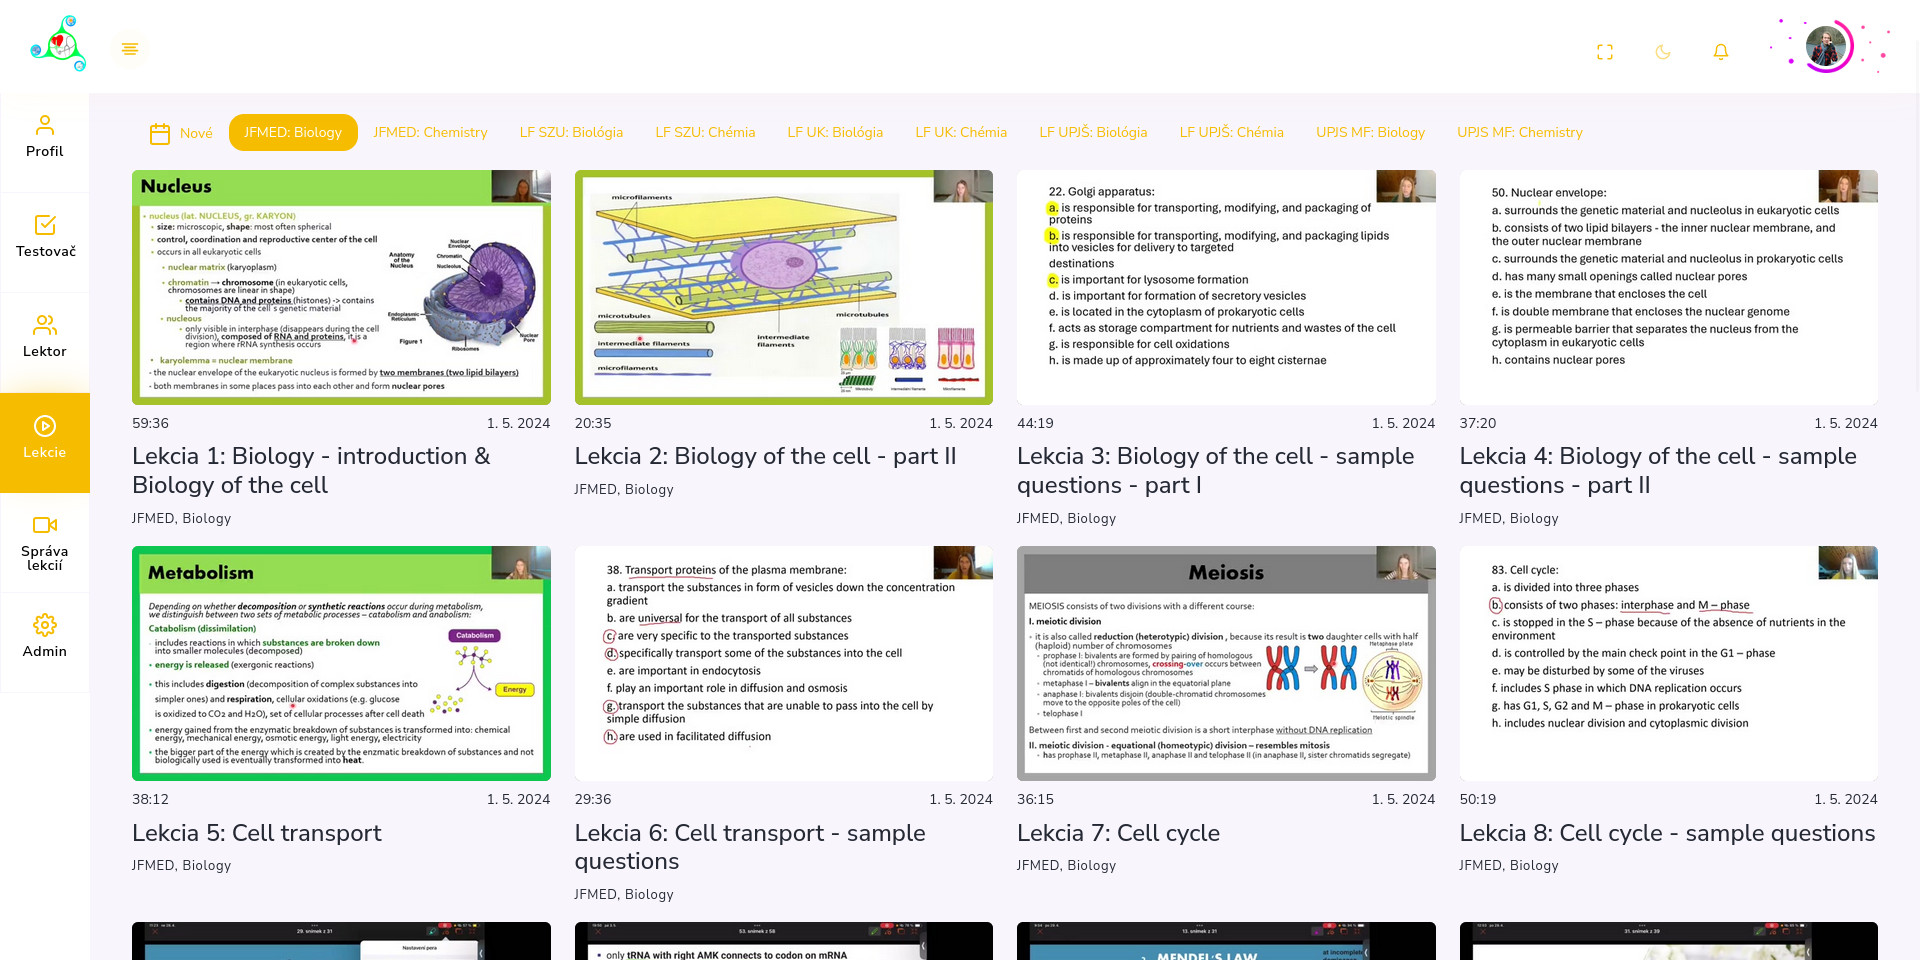 Nové
JFMED: Biology
JFMED: Chemistry
LF SZU: Biológia
LF SZU: Chémia
LF UK: Biológia
LF UK: Chémia
LF UPJŠ: Biológia
LF UPJŠ: Chémia
UPJS MF: Biology
UPJS MF: Chemistry
Profil
Testovač
Lektor
Lekcie
Správa
lekcií
Admin
Nucleus
nucleus (lat. NUCLEUS, gr. KARYON)
size: microscopic, shape: most often spherical
control, coordination and reproductive center of the cell
occurs in all eukaryotic cells
nuclear matrix (karyoplasm)
chromatin → chromosome (in eukaryotic cells,
chromosomes are linear in shape)
contains DNA and proteins (histones) -> contains
the majority of the cell's genetic material
nucleous
only visible in interphase (disappears during the cell
division), composed of RNA and proteins, it is a
region where rRNA synthesis occurs
karyolemma = nuclear membrane
- the nuclear envelope of the eukaryotic nucleus is formed by two membranes (two lipid bilayers)
- both membranes in some places pass into each other and form nuclear pores
Anatomy
of the
Nucleus
Nuclear
Envelope
Chromatin
Nucleolus
Endoplasmic
Reticulum
Figure 1
Ribosomes
Nuclear
Pore
59:36
1. 5. 2024
Lekcia 1: Biology - introduction &
Biology of the cell
JFMED, Biology
microfilaments
microtubules
intermediate filaments
microfilaments
intermediate
filaments
microtubules
20:35
1. 5. 2024
Lekcia 2: Biology of the cell - part II
JFMED, Biology
22. Golgi apparatus:
a. is responsible for transporting, modifying, and packaging of
proteins
b. is responsible for transporting, modifying, and packaging lipids
into vesicles for delivery to targeted
destinations
c. is important for lysosome formation
d. is important for formation of secretory vesicles
e. is located in the cytoplasm of prokaryotic cells
f. acts as storage compartment for nutrients and wastes of the cell
g. is responsible for cell oxidations
h. is made up of approximately four to eight cisternae
44:19
1. 5. 2024
Lekcia 3: Biology of the cell - sample
questions - part I
JFMED, Biology
50. Nuclear envelope:
a. surrounds the genetic material and nucleolus in eukaryotic cells
b. consists of two lipid bilayers - the inner nuclear membrane, and
the outer nuclear membrane
c. surrounds the genetic material and nucleolus in prokaryotic cells
d. has many small openings called nuclear pores
e. is the membrane that encloses the cell
f. is double membrane that encloses the nuclear genome
g. is permeable barrier that separates the nucleus from the
cytoplasm in eukaryotic cells
h. contains nuclear pores
37:20
1. 5. 2024
Lekcia 4: Biology of the cell - sample
questions - part II
JFMED, Biology
Metabolism
Depending on whether decomposition or synthetic reactions occur during metabolism,
we distinguish between two sets of metabolic processes – catabolism and anabolism:
Catabolism (dissimilation)
includes reactions in which substances are broken down
into smaller molecules (decomposed)
energy is released (exergonic reactions)
this includes digestion (decomposition of complex substances into
simpler ones) and respiration, cellular oxidations (e.g. glucose
is oxidized to CO2 and H2O), set of cellular processes after cell death
energy gained from the enzymatic breakdown of substances is transformed into: chemical
energy, mechanical energy, osmotic energy, light energy, electricity
the bigger part of the energy which is created by the enzmatic breakdown of substances and not
biologically used is eventually transformed into heat.
Catabolism
Energy
38:12
1. 5. 2024
Lekcia 5: Cell transport
JFMED, Biology
38. Transport proteins of the plasma membrane:
a. transport the substances in form of vesicles down the concentration
gradient
b. are universal for the transport of all substances
c. are very specific to the transported substances
d. specifically transport some of the substances into the cell
e. are important in endocytosis
f. play an important role in diffusion and osmosis
g. transport the substances that are unable to pass into the cell by
simple diffusion
h. are used in facilitated diffusion
29:36
1. 5. 2024
Lekcia 6: Cell transport - sample
questions
JFMED, Biology
Meiosis
MEIOSIS consists of two divisions with a different course:
I. meiotic division
it is also called reduction (heterotypic) division , because its result is two daughter cells with half
(haploid) number of chromosomes
prophase I: bivalents are formed by pairing of homologous
(not identical!) chromosomes, crossing-over occurs between
chromatids of homologous chromosomes
metaphase I – bivalents align in the equatorial plane
anaphase I: bivalents disjoin (double-chromatid chromosomes
move to the opposite poles of the cell)
telophase I
Between first and second meiotic division is a short interphase without DNA replication
II. meiotic division - equational (homeotypic) division – resembles mitosis
has prophase II, metaphase II, anaphase II and telophase II (in anaphase II, sister chromatids segregate)
Metaphase plate
Meiotic spindle
36:15
1. 5. 2024
Lekcia 7: Cell cycle
JFMED, Biology
83. Cell cycle:
a. is divided into three phases
b. consists of two phases: interphase and M – phase
c. is stopped in the S – phase because of the absence of nutrients in the
environment
d. is controlled by the main check point in the G1 – phase
e. may be disturbed by some of the viruses
f. includes S phase in which DNA replication occurs
g. has G1, S, G2 and M – phase in prokaryotic cells
h. includes nuclear division and cytoplasmic division
50:19
1. 5. 2024
Lekcia 8: Cell cycle - sample questions
JFMED, Biology
29. snímek z 58
Nastavení pera
53. snímek z 58
only tRNA with right AMK connects to codon on mRNA
13. snímek z 31
MENDEL'S LAW
31. snímek z 39